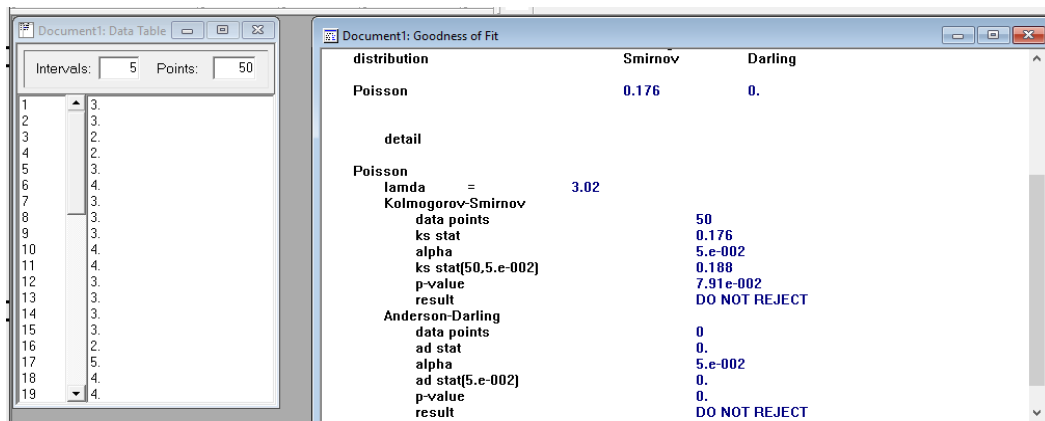 Document1: Data Table
Intervals: 5 Points: 50
1 3.
2 3.
3 2.
4 2.
5 3.
6 4.
7 3.
8 3.
9 3.
10 4.
11 4.
12 3.
13 3.
14 3.
15 3.
16 2.
17 5.
18 4.
19 4.
Document1: Goodness of Fit
distribution Smirnov Darling
Poisson 0.176 0.
detail
Poisson
lamda = 3.02
Kolmogorov-Smirnov
data points 50
ks stat 0.176
alpha 5.e-002
ks stat(50,5.e-002) 0.188
p-value 7.91e-002
result DO NOT REJECT
Anderson-Darling
data points 0
ad stat 0.
alpha 5.e-002
ad stat(5.e-002) 0.
p-value 0.
result DO NOT REJECT